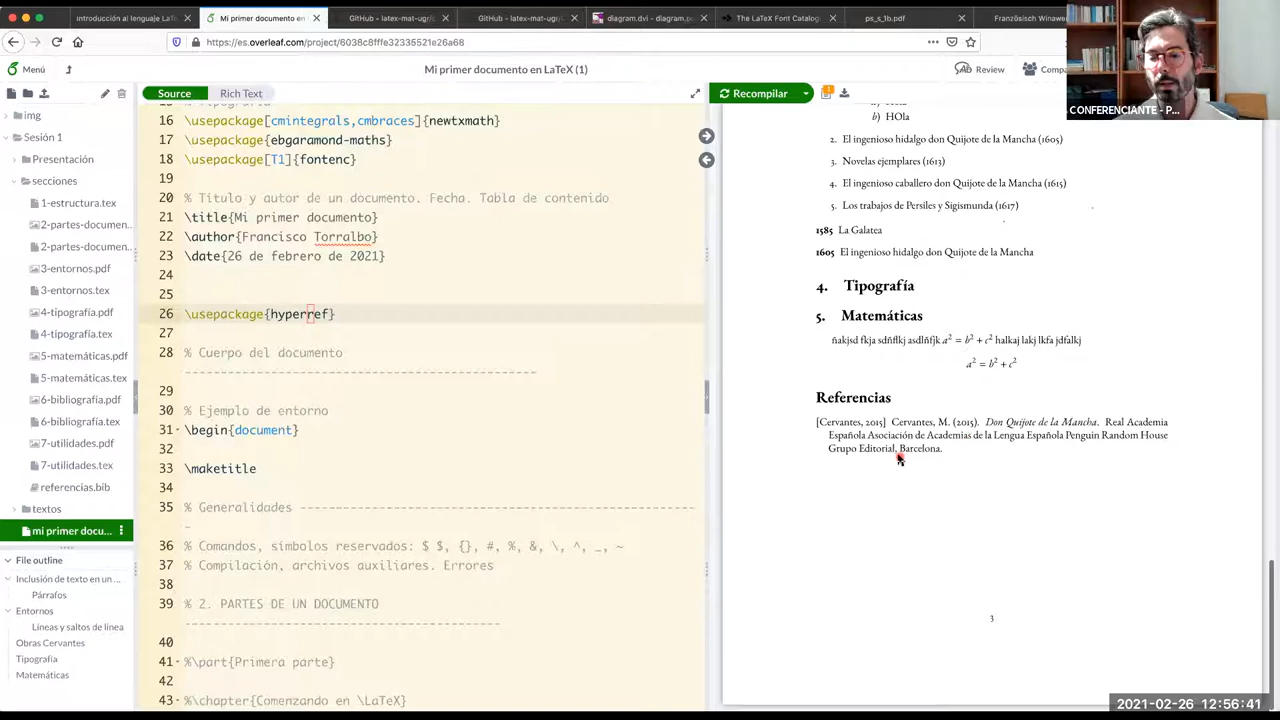 introducción al lenguaje LaT
Mi primer documento en
GitHub - latex-mat-ugr/s
GitHub - latex-mat-ugr/
diagram.dvi - diagram.p
The LaTeX Font Catalog
ps_s_1b.pdf
Französisch Winawe
https://es.overleaf.com/project/6038c8fffe32335521e26a68
Menú
Mi primer documento en LaTeX (1)
Review
Comp
CONFERENCIANTE - P...
Source
Rich Text
Recompilar
img
Sesión 1
Presentación
secciones
1-estructura.tex
2-partes-documen...
2-partes-documen...
3-entornos.pdf
3-entornos.tex
4-tipografía.pdf
4-tipografía.tex
5-matemáticas.pdf
5-matemáticas.tex
6-bibliografía.pdf
6-bibliografía.tex
7-utilidades.pdf
7-utilidades.tex
referencias.bib
textos
mi primer docu...
File outline
Inclusión de texto en un ...
Párrafos
Entornos
Líneas y saltos de línea
Obras Cervantes
Tipografía
Matemáticas
16 \usepackage[cmintegrals,cmbraces]{newtxmath}
17 \usepackage{ebgaramond-maths}
18 \usepackage[T1]{fontenc}
19
20 % Título y autor de un documento. Fecha. Tabla de contenido
21 \title{Mi primer documento}
22 \author{Francisco Torralbo}
23 \date{26 de febrero de 2021}
24
25
26 \usepackage{hyperref}
27
28 % Cuerpo del documento
-------------------------------------------------
29
30 % Ejemplo de entorno
31 \begin{document}
32
33 \maketitle
34
35 % Generalidades -------------------------------------------------------
-
36 % Comandos, símbolos reservados: $ $, {}, #, %, &, \, ^, _, ~
37 % Compilación, archivos auxiliares. Errores
38
39 % 2. PARTES DE UN DOCUMENTO
--------------------------------------------
40
41 %\part{Primera parte}
42
43 %\chapter{Comenzando en \LaTeX}
b) HOla
2. El ingenioso hidalgo don Quijote de la Mancha (1605)
3. Novelas ejemplares (1613)
4. El ingenioso caballero don Quijote de la Mancha (1615)
5. Los trabajos de Persiles y Sigismunda (1617)
1585 La Galatea
1605 El ingenioso hidalgo don Quijote de la Mancha
4. Tipografía
5. Matemáticas
ñakjsd fkja sdñflkj asdlñfjk a² = b² + c² halkaj lakj lkfa jdfalkj
a² = b² + c²
Referencias
[Cervantes, 2015] Cervantes, M. (2015). Don Quijote de la Mancha. Real Academia
Española Asociación de Academias de la Lengua Española Penguin Random House
Grupo Editorial, Barcelona.
3
2021-02-26 12:56:41